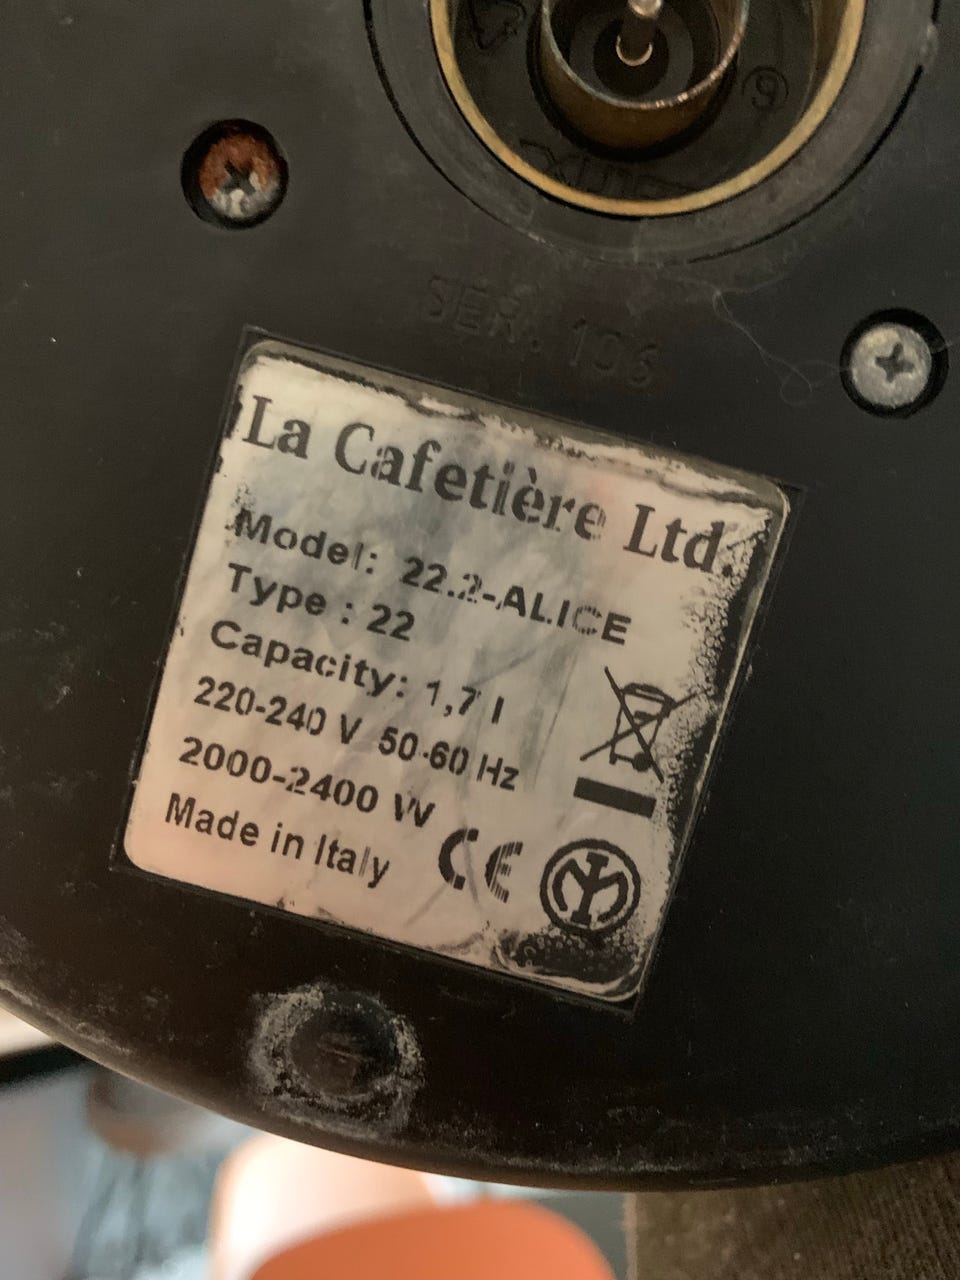 SER. 106
La Cafetière Ltd.
Model: 22.2-ALICE
Type : 22
Capacity: 1,7 l
220-240 V 50-60 Hz
2000-2400 W
Made in Italy
CE